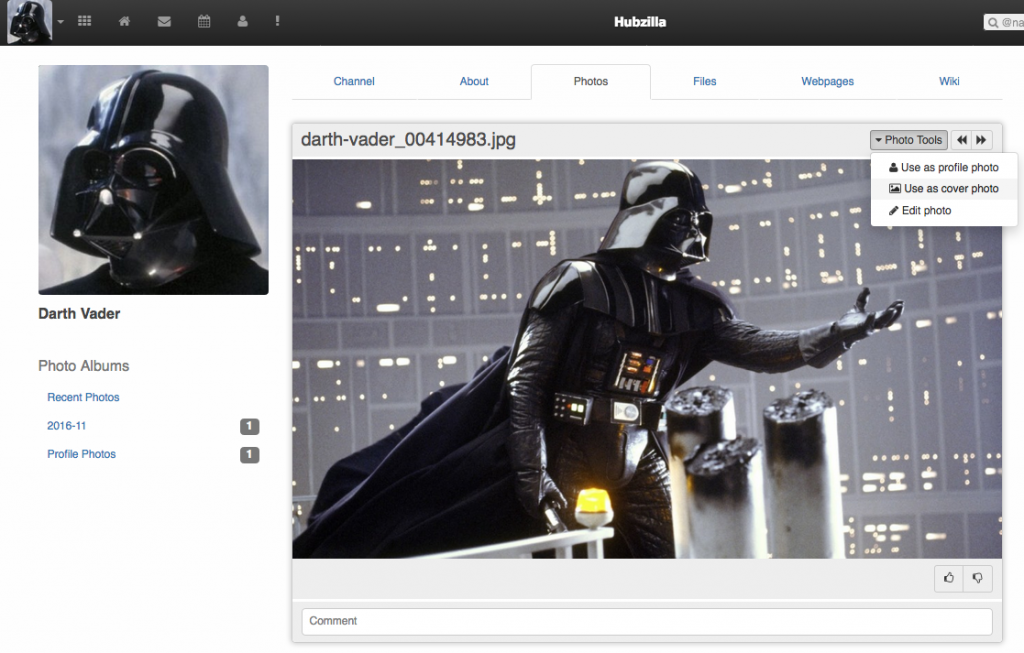 Hubzilla
@na
Channel
About
Photos
Files
Webpages
Wiki
darth-vader_00414983.jpg
Photo Tools
Use as profile photo
Use as cover photo
Edit photo
Darth Vader
Photo Albums
Recent Photos
2016-11 1
Profile Photos 1
Comment